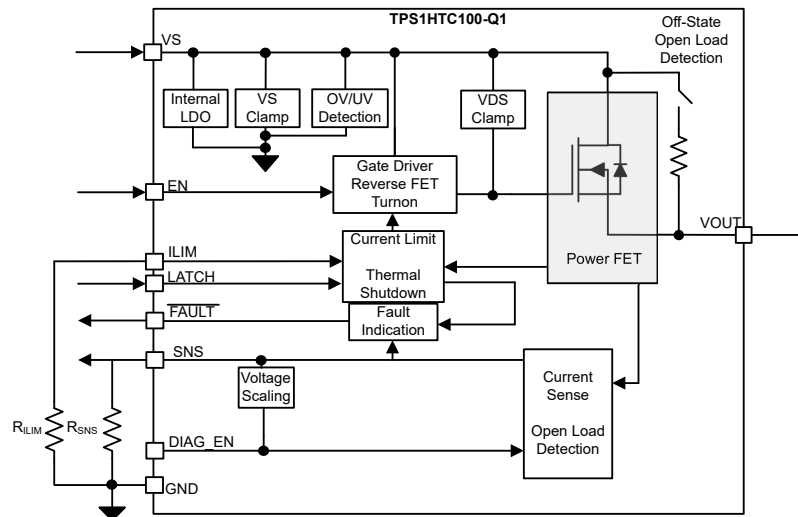 TPS1HTC100-Q1
VS
Off-State
Open Load
Detection
Internal
LDO
VS
Clamp
OV/UV
Detection
VDS
Clamp
Gate Driver
Reverse FET
Turnon
EN
VOUT
Power FET
ILIM
Current Limit
Thermal
Shutdown
LATCH
FAULT
Fault
Indication
SNS
Voltage
Scaling
Current
Sense
Open Load
Detection
RILIM
RSNS
DIAG_EN
GND